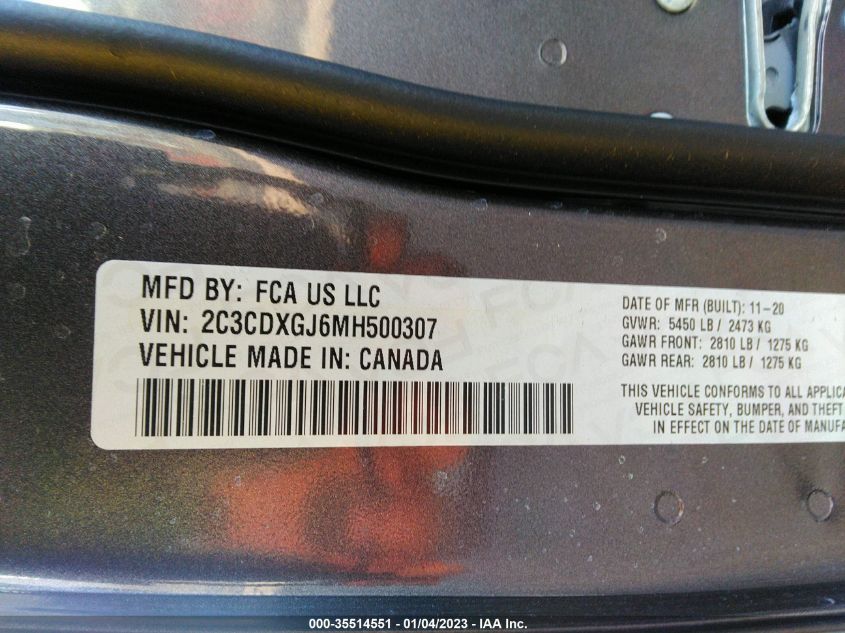 MFD BY: FCA US LLC
VIN: 2C3CDXGJ6MH500307
VEHICLE MADE IN: CANADA
DATE OF MFR (BUILT): 11-20
GVWR: 5450 LB / 2473 KG
GAWR FRONT: 2810 LB / 1275 KG
GAWR REAR: 2810 LB / 1275 KG
THIS VEHICLE CONFORMS TO ALL APPLICA
VEHICLE SAFETY, BUMPER, AND THEFT
IN EFFECT ON THE DATE OF MANUFA
000-35514551 - 01/04/2023 - IAA Inc.